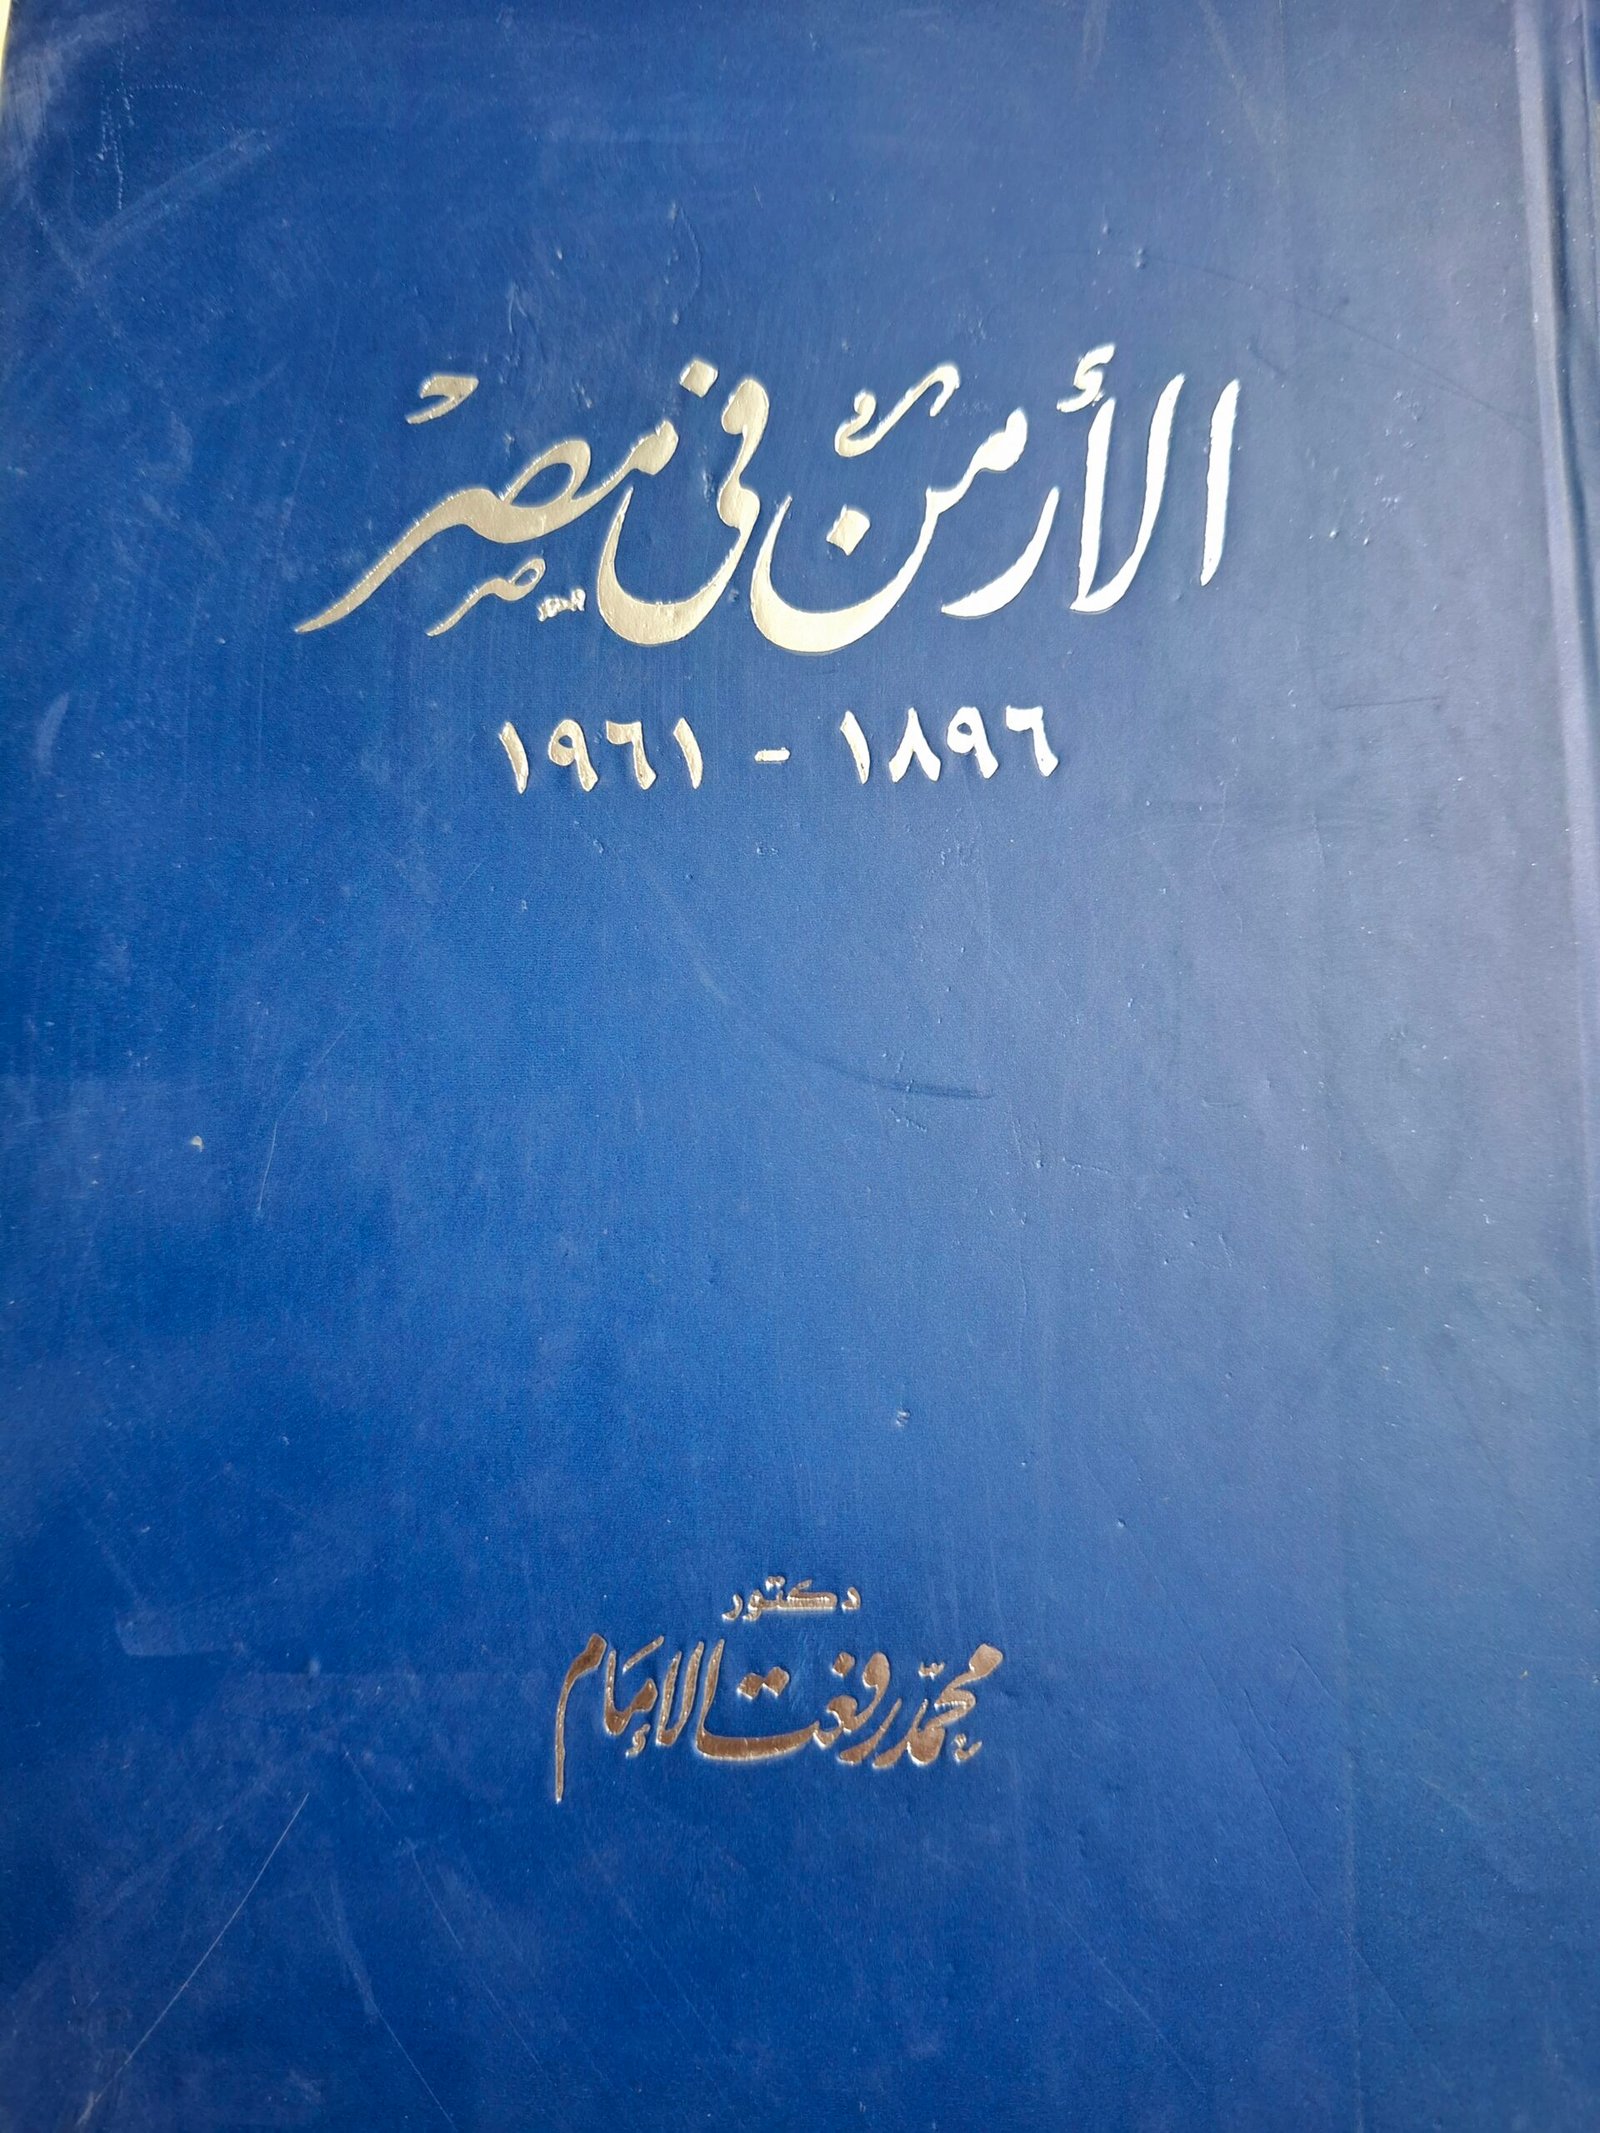 الأرمن في مصر
١٨٩٦ - ١٩٦١
دكتور
محمد رفعت الإمام